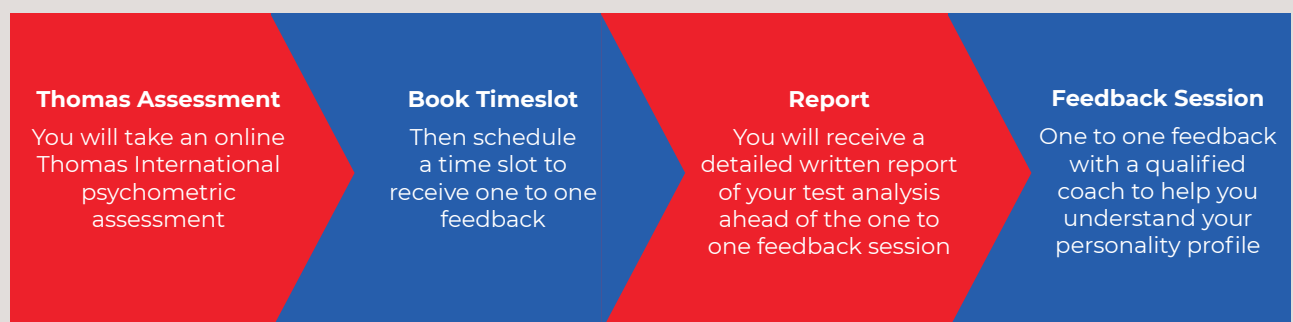 Thomas Assessment
You will take an online
Thomas International
psychometric
assessment
Book Timeslot
Then schedule
a time slot to
receive one to one
feedback
Report
You will receive a
detailed written report
of your test analysis
ahead of the one to
one feedback session
Feedback Session
One to one feedback
with a qualified
coach to help you
understand your
personality profile